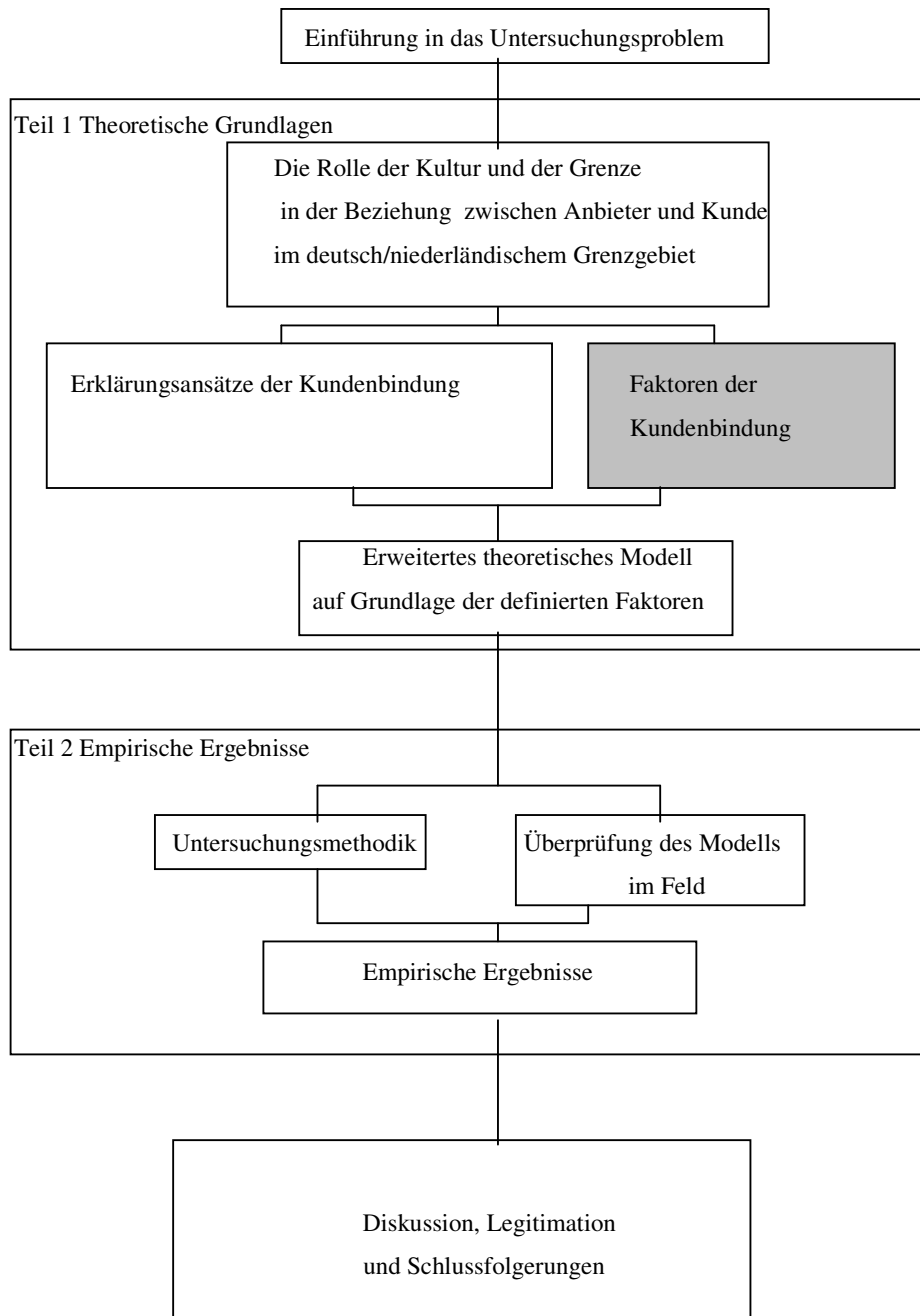 Einführung in das Untersuchungsproblem
Teil 1 Theoretische Grundlagen
Die Rolle der Kultur und der Grenze
in der Beziehung zwischen Anbieter und Kunde
im deutsch/niederländischem Grenzgebiet
Erklärungsansätze der Kundenbindung
Faktoren der
Kundenbindung
Erweitertes theoretisches Modell
auf Grundlage der definierten Faktoren
Teil 2 Empirische Ergebnisse
Untersuchungsmethodik
Überprüfung des Modells
im Feld
Empirische Ergebnisse
Diskussion, Legitimation
und Schlussfolgerungen